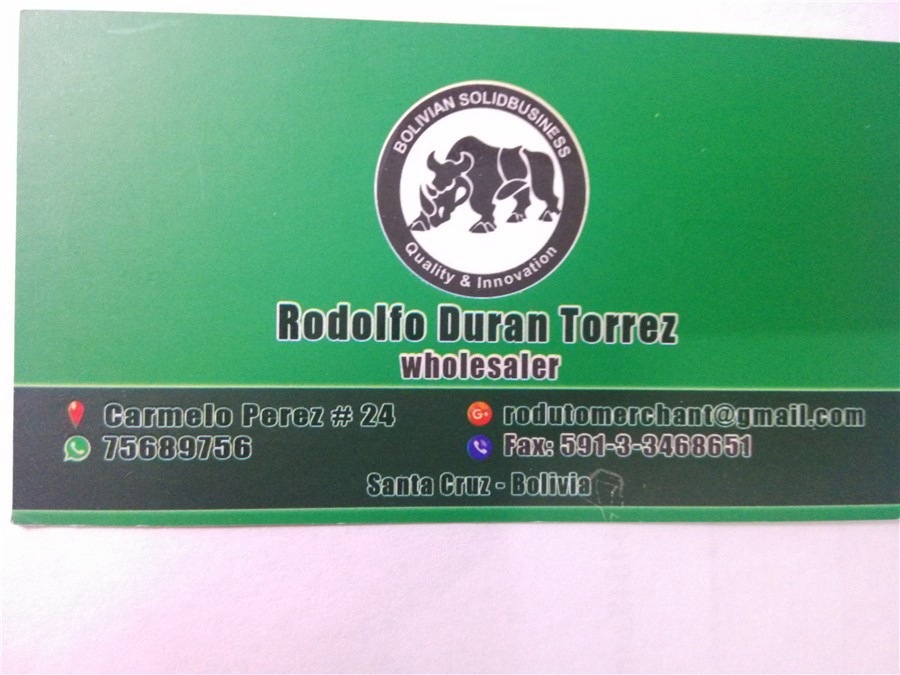 BOLIVIAN SOLIDBUSINESS
Quality & Innovation
Rodolfo Duran Torrez
wholesaler
Carmelo Perez # 24
75689756
G+ rodutomerchant@gmail.com
Fax: 591-3-3468651
Santa Cruz - Bolivia